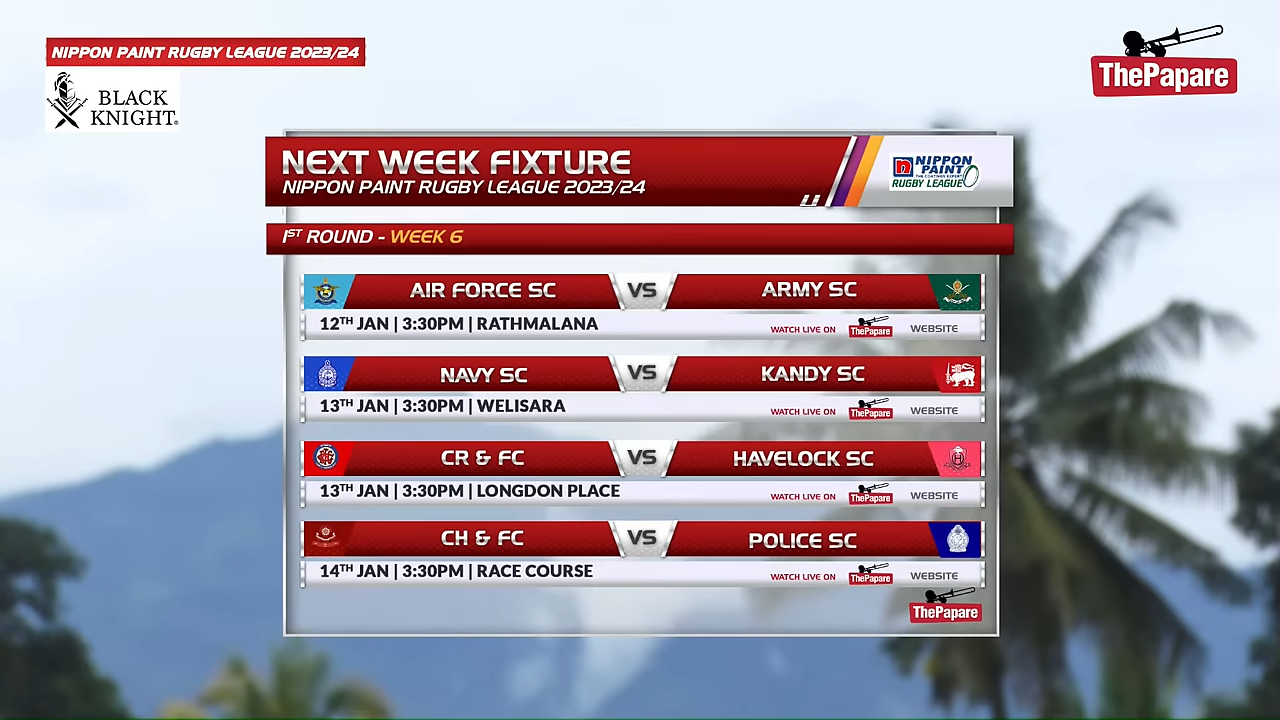 NIPPON PAINT RUGBY LEAGUE 2023/24
BLACK KNIGHT
ThePapare
NEXT WEEK FIXTURE
NIPPON PAINT RUGBY LEAGUE 2023/24
NIPPON PAINT
THE COATINGS EXPERT
RUGBY LEAGUE
1ST ROUND - WEEK 6
AIR FORCE SC VS ARMY SC
12TH JAN | 3:30PM | RATHMALANA WATCH LIVE ON ThePapare WEBSITE
NAVY SC VS KANDY SC
13TH JAN | 3:30PM | WELISARA WATCH LIVE ON ThePapare WEBSITE
CR & FC VS HAVELOCK SC
13TH JAN | 3:30PM | LONGDON PLACE WATCH LIVE ON ThePapare WEBSITE
CH & FC VS POLICE SC
14TH JAN | 3:30PM | RACE COURSE WATCH LIVE ON ThePapare WEBSITE
ThePapare